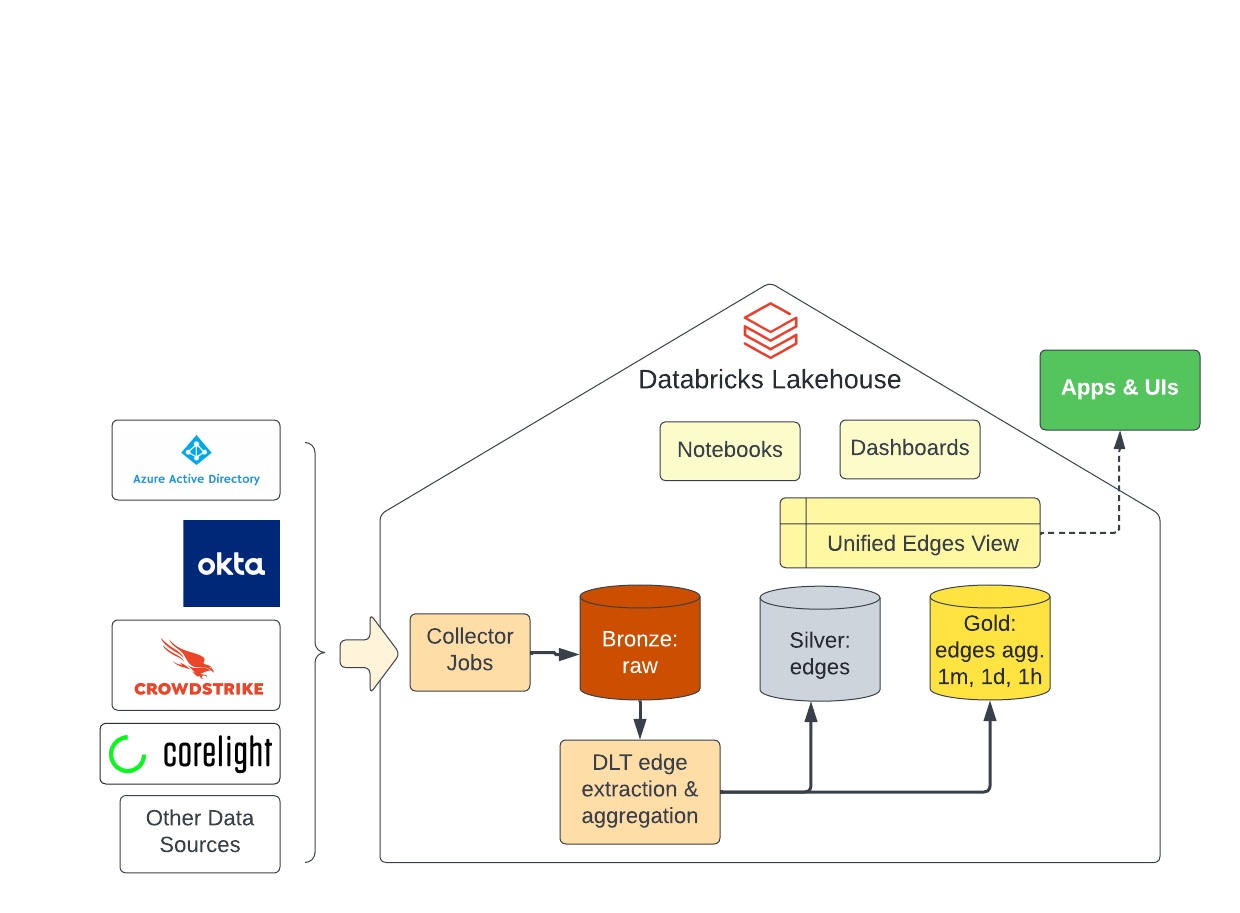 Databricks Lakehouse
Apps & UIs
Notebooks
Dashboards
Unified Edges View
Azure Active Directory
okta
CROWDSTRIKE
corelight
Other Data
Sources
Collector
Jobs
Bronze:
raw
Silver:
edges
Gold:
edges agg.
1m, 1d, 1h
DLT edge
extraction &
aggregation